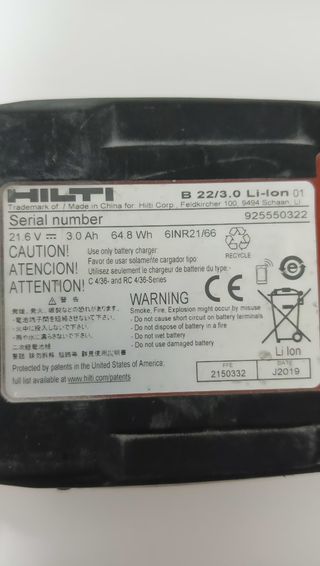 HILTI
B 22/3.0 Li-Ion 01
Trademark of / Made in China for Hilti Corp., Feldkircher 100, 9494 Schaan, LI
Serial number 925550322
21.6 V 3.0 Ah 64.8 Wh 6INR21/66
CAUTION! Use only battery charger:
Favor de usar solamente cargador tipo:
ATENCION! Utilisez seulement le chargeur de batterie du type
ATTENTION! C 4/36- and RC 4/36-Series
RECYCLE
警告
WARNING
Smoke, Fire, Explosion might occur by misuse
- Do not cause short circuit battery terminals
- Do not dispose of battery in a fire
- Do not wet battery
- Do not use damaged battery
CE
Li Ion
Protected by patents in the United States of America.
full list available at www.hilti.com/patents
FFE
2150332
DATE
J2019